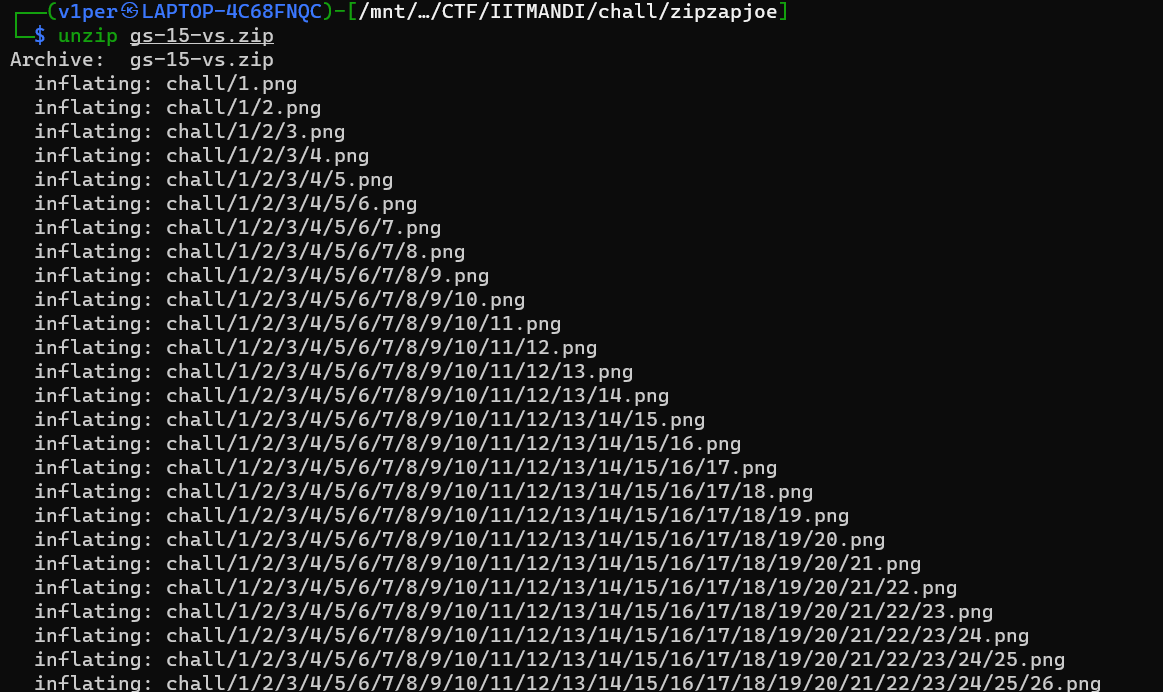 ┌──(v1per㉿LAPTOP-4C68FNQC)-[/mnt/…/CTF/IITMANDI/chall/zipzapjoe]
└─$ unzip gs-15-vs.zip
Archive:  gs-15-vs.zip
  inflating: chall/1.png
  inflating: chall/1/2.png
  inflating: chall/1/2/3.png
  inflating: chall/1/2/3/4.png
  inflating: chall/1/2/3/4/5.png
  inflating: chall/1/2/3/4/5/6.png
  inflating: chall/1/2/3/4/5/6/7.png
  inflating: chall/1/2/3/4/5/6/7/8.png
  inflating: chall/1/2/3/4/5/6/7/8/9.png
  inflating: chall/1/2/3/4/5/6/7/8/9/10.png
  inflating: chall/1/2/3/4/5/6/7/8/9/10/11.png
  inflating: chall/1/2/3/4/5/6/7/8/9/10/11/12.png
  inflating: chall/1/2/3/4/5/6/7/8/9/10/11/12/13.png
  inflating: chall/1/2/3/4/5/6/7/8/9/10/11/12/13/14.png
  inflating: chall/1/2/3/4/5/6/7/8/9/10/11/12/13/14/15.png
  inflating: chall/1/2/3/4/5/6/7/8/9/10/11/12/13/14/15/16.png
  inflating: chall/1/2/3/4/5/6/7/8/9/10/11/12/13/14/15/16/17.png
  inflating: chall/1/2/3/4/5/6/7/8/9/10/11/12/13/14/15/16/17/18.png
  inflating: chall/1/2/3/4/5/6/7/8/9/10/11/12/13/14/15/16/17/18/19.png
  inflating: chall/1/2/3/4/5/6/7/8/9/10/11/12/13/14/15/16/17/18/19/20.png
  inflating: chall/1/2/3/4/5/6/7/8/9/10/11/12/13/14/15/16/17/18/19/20/21.png
  inflating: chall/1/2/3/4/5/6/7/8/9/10/11/12/13/14/15/16/17/18/19/20/21/22.png
  inflating: chall/1/2/3/4/5/6/7/8/9/10/11/12/13/14/15/16/17/18/19/20/21/22/23.png
  inflating: chall/1/2/3/4/5/6/7/8/9/10/11/12/13/14/15/16/17/18/19/20/21/22/23/24.png
  inflating: chall/1/2/3/4/5/6/7/8/9/10/11/12/13/14/15/16/17/18/19/20/21/22/23/24/25.png
  inflating: chall/1/2/3/4/5/6/7/8/9/10/11/12/13/14/15/16/17/18/19/20/21/22/23/24/25/26.png